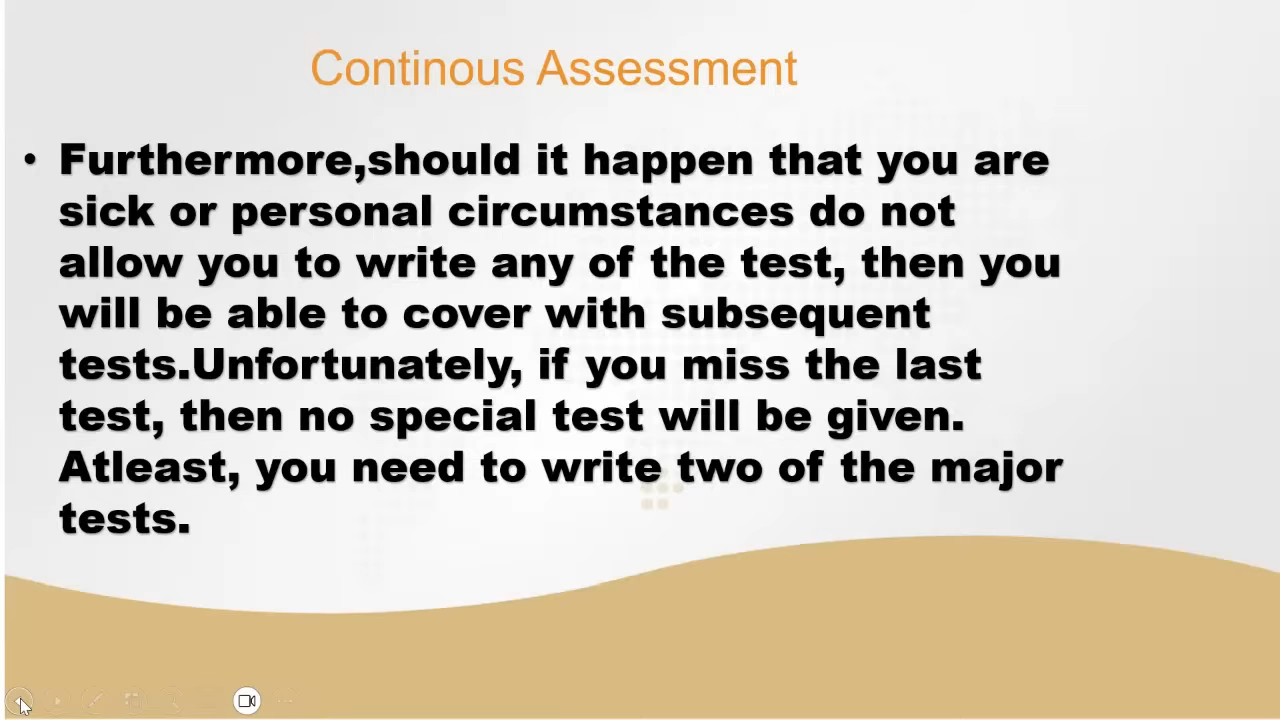 Continous Assessment
• Furthermore,should it happen that you are
sick or personal circumstances do not
allow you to write any of the test, then you
will be able to cover with subsequent
tests.Unfortunately, if you miss the last
test, then no special test will be given.
Atleast, you need to write two of the major
tests.